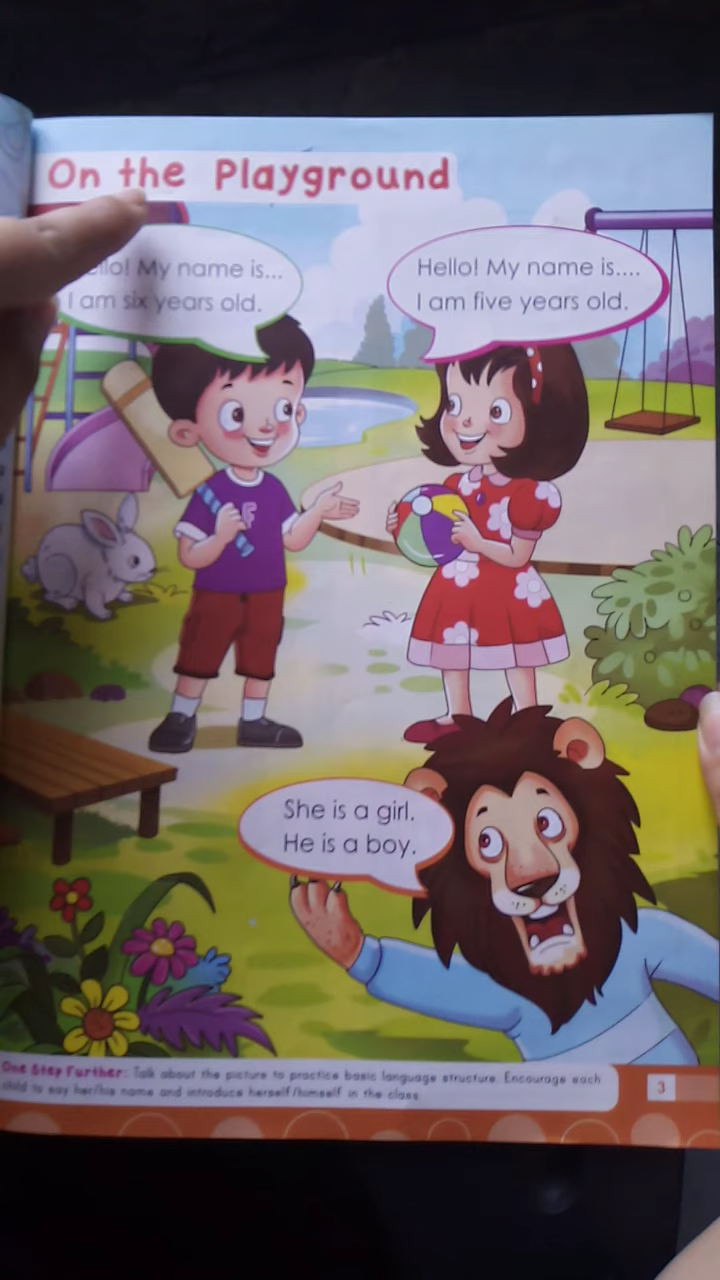 On the Playground
Hello! My name is...
I am six years old.
Hello! My name is....
I am five years old.
F
She is a girl.
He is a boy.
One Step Further: Talk about the picture to practice basic language structure. Encourage each
child to say her/his name and introduce herself/himself in the class.
3